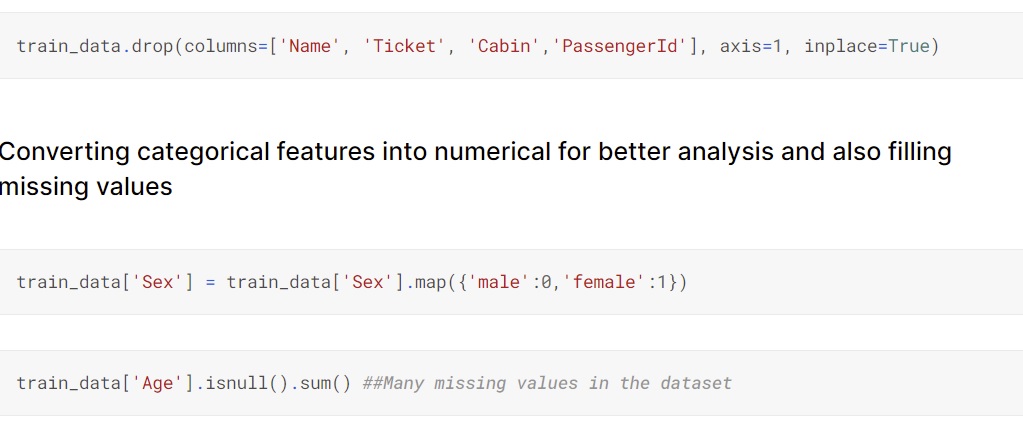 train_data.drop(columns=['Name', 'Ticket', 'Cabin','PassengerId'], axis=1, inplace=True)
Converting categorical features into numerical for better analysis and also filling
missing values
train_data['Sex'] = train_data['Sex'].map({'male':0,'female':1})
train_data['Age'].isnull().sum() ##Many missing values in the dataset